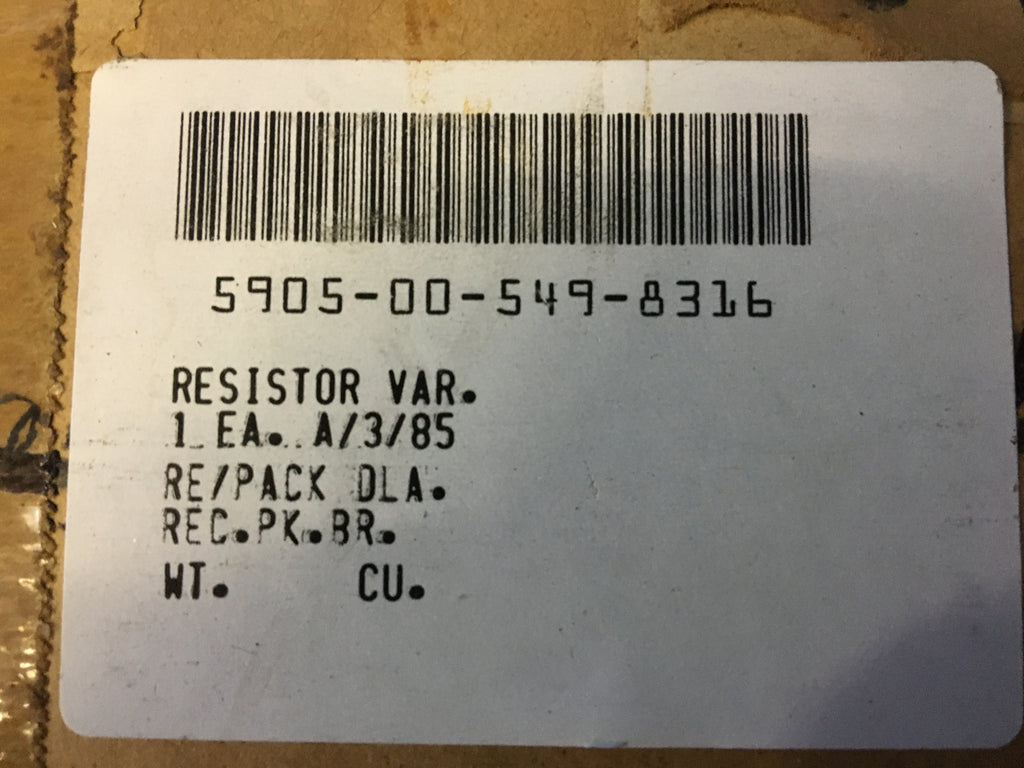 5905-00-549-8316
RESISTOR VAR.
1 EA. A/3/85
RE/PACK DLA.
REC.PK.BR.
WT. CU.